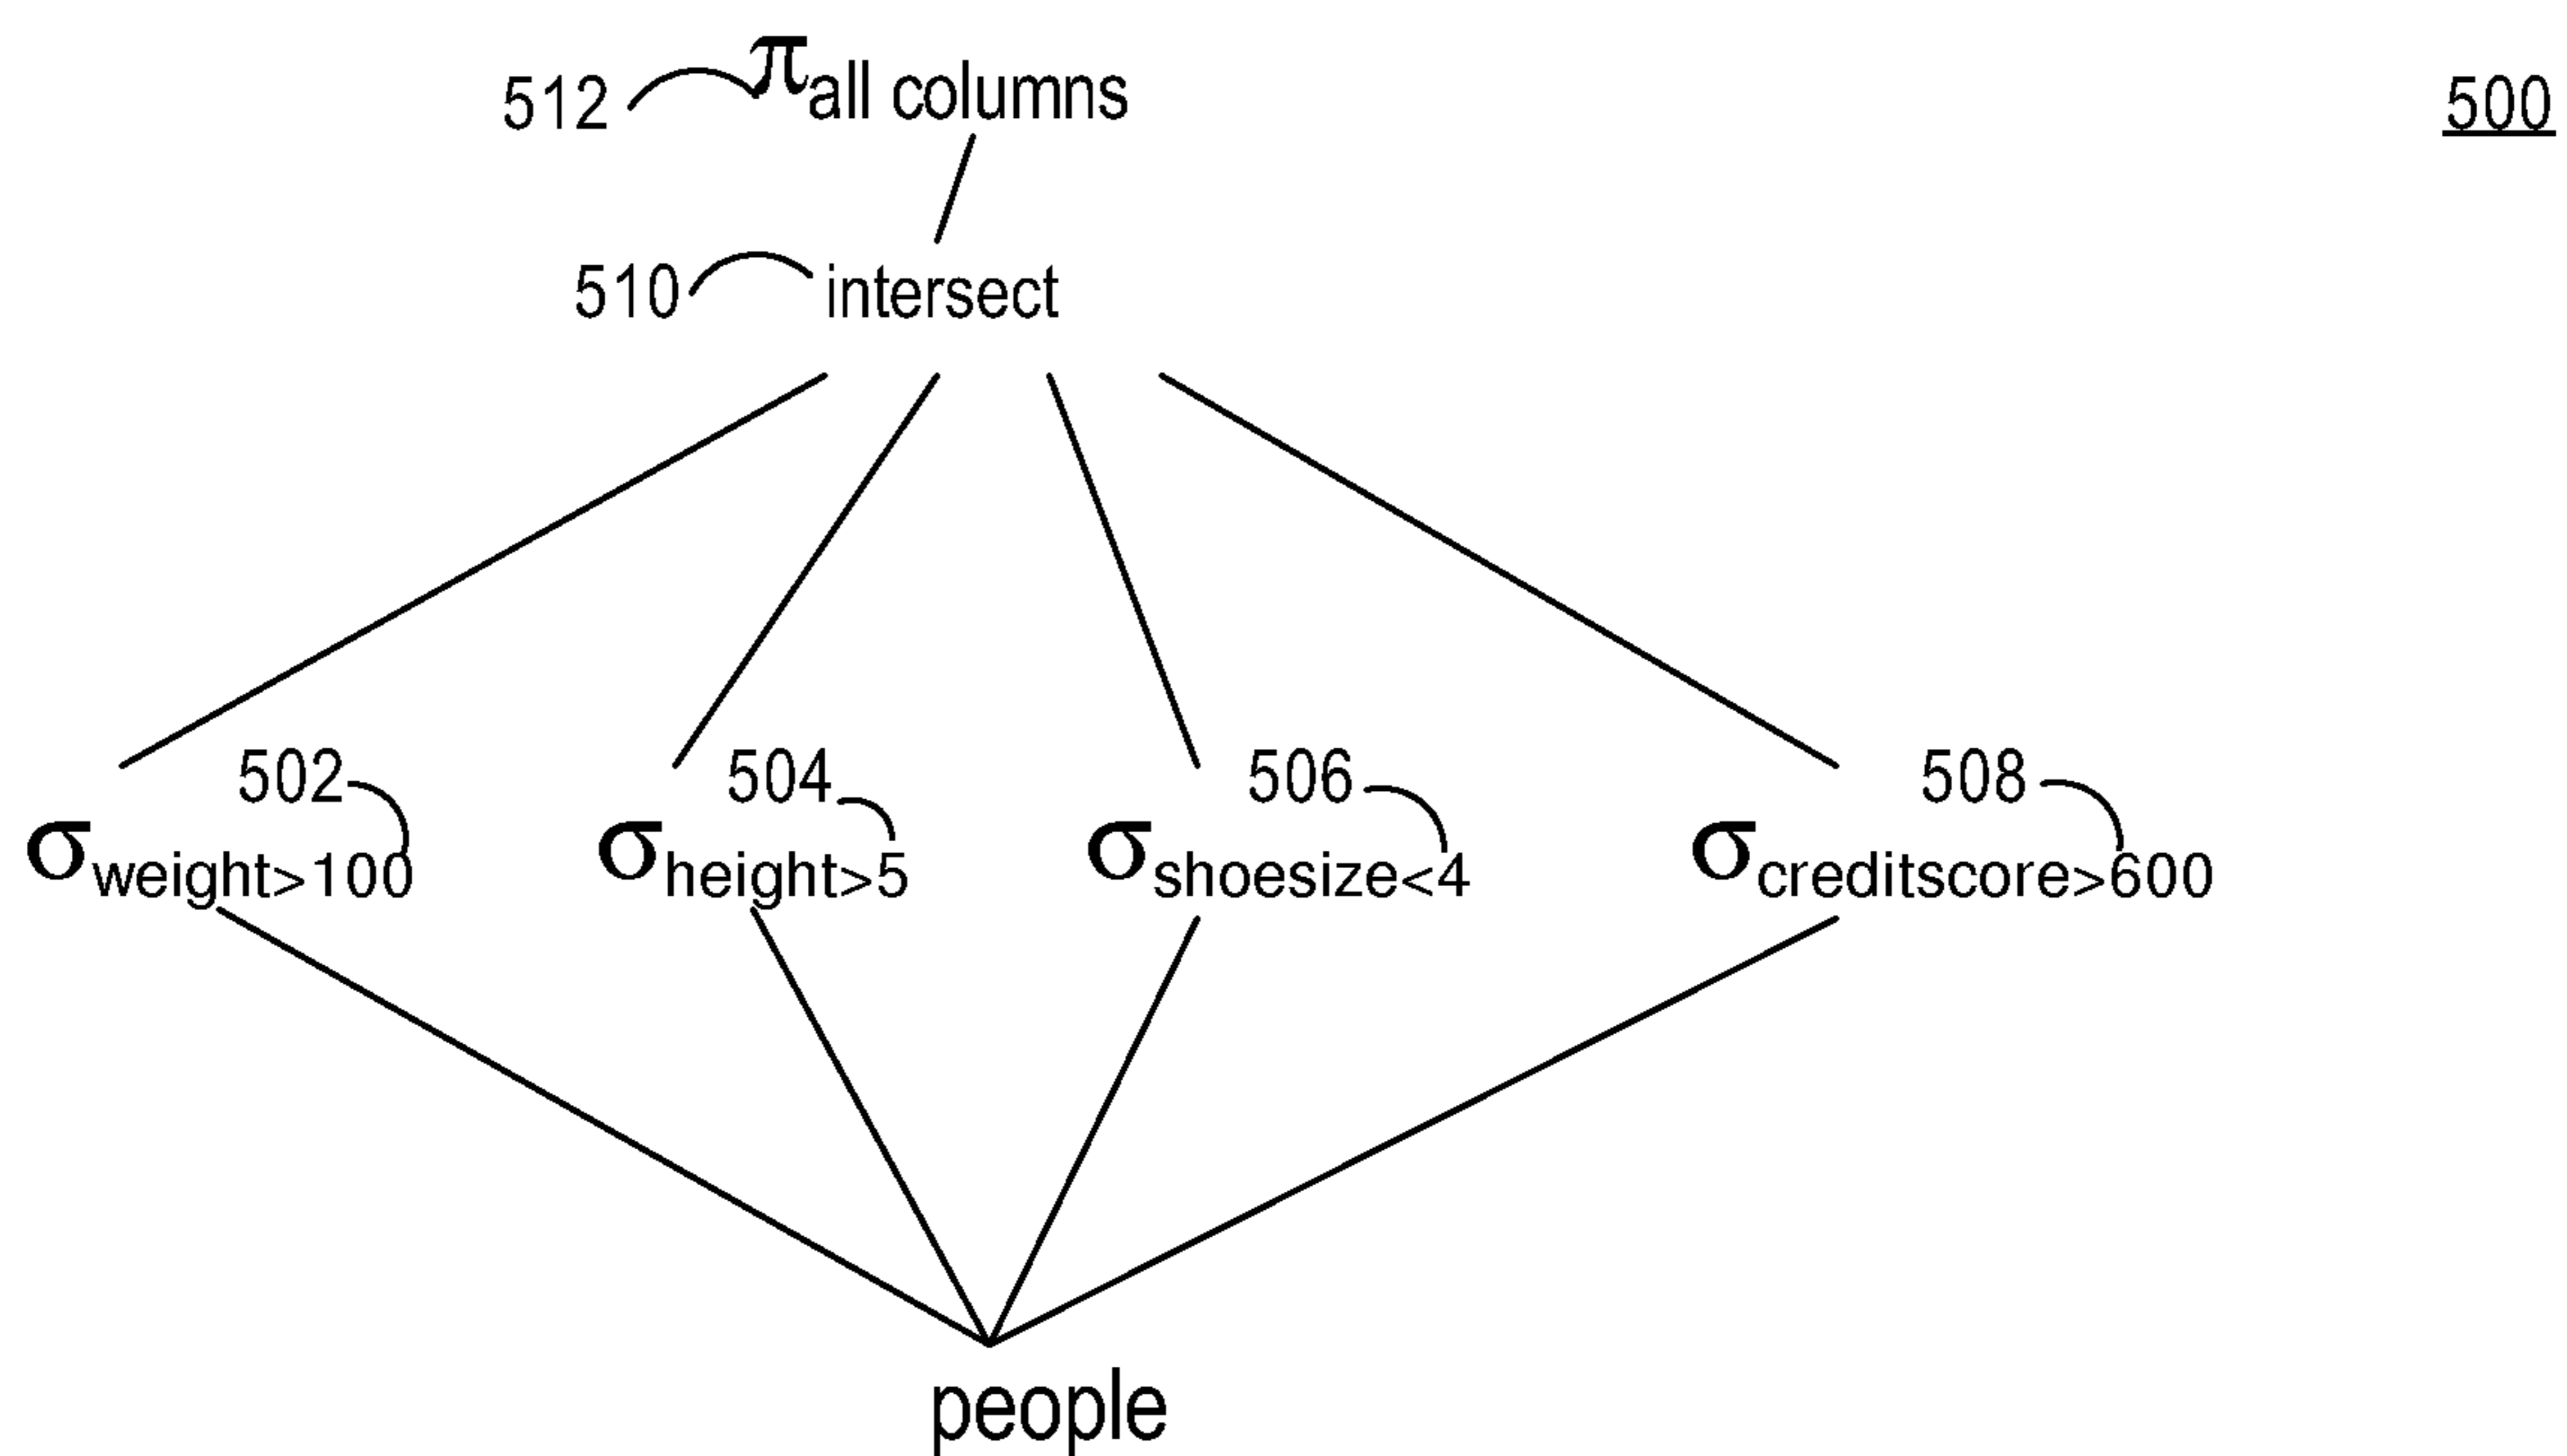 512 πall columns 500
510 intersect
502 504 506 508
σweight>100 σheight>5 σshoesize<4 σcreditscore>600
people